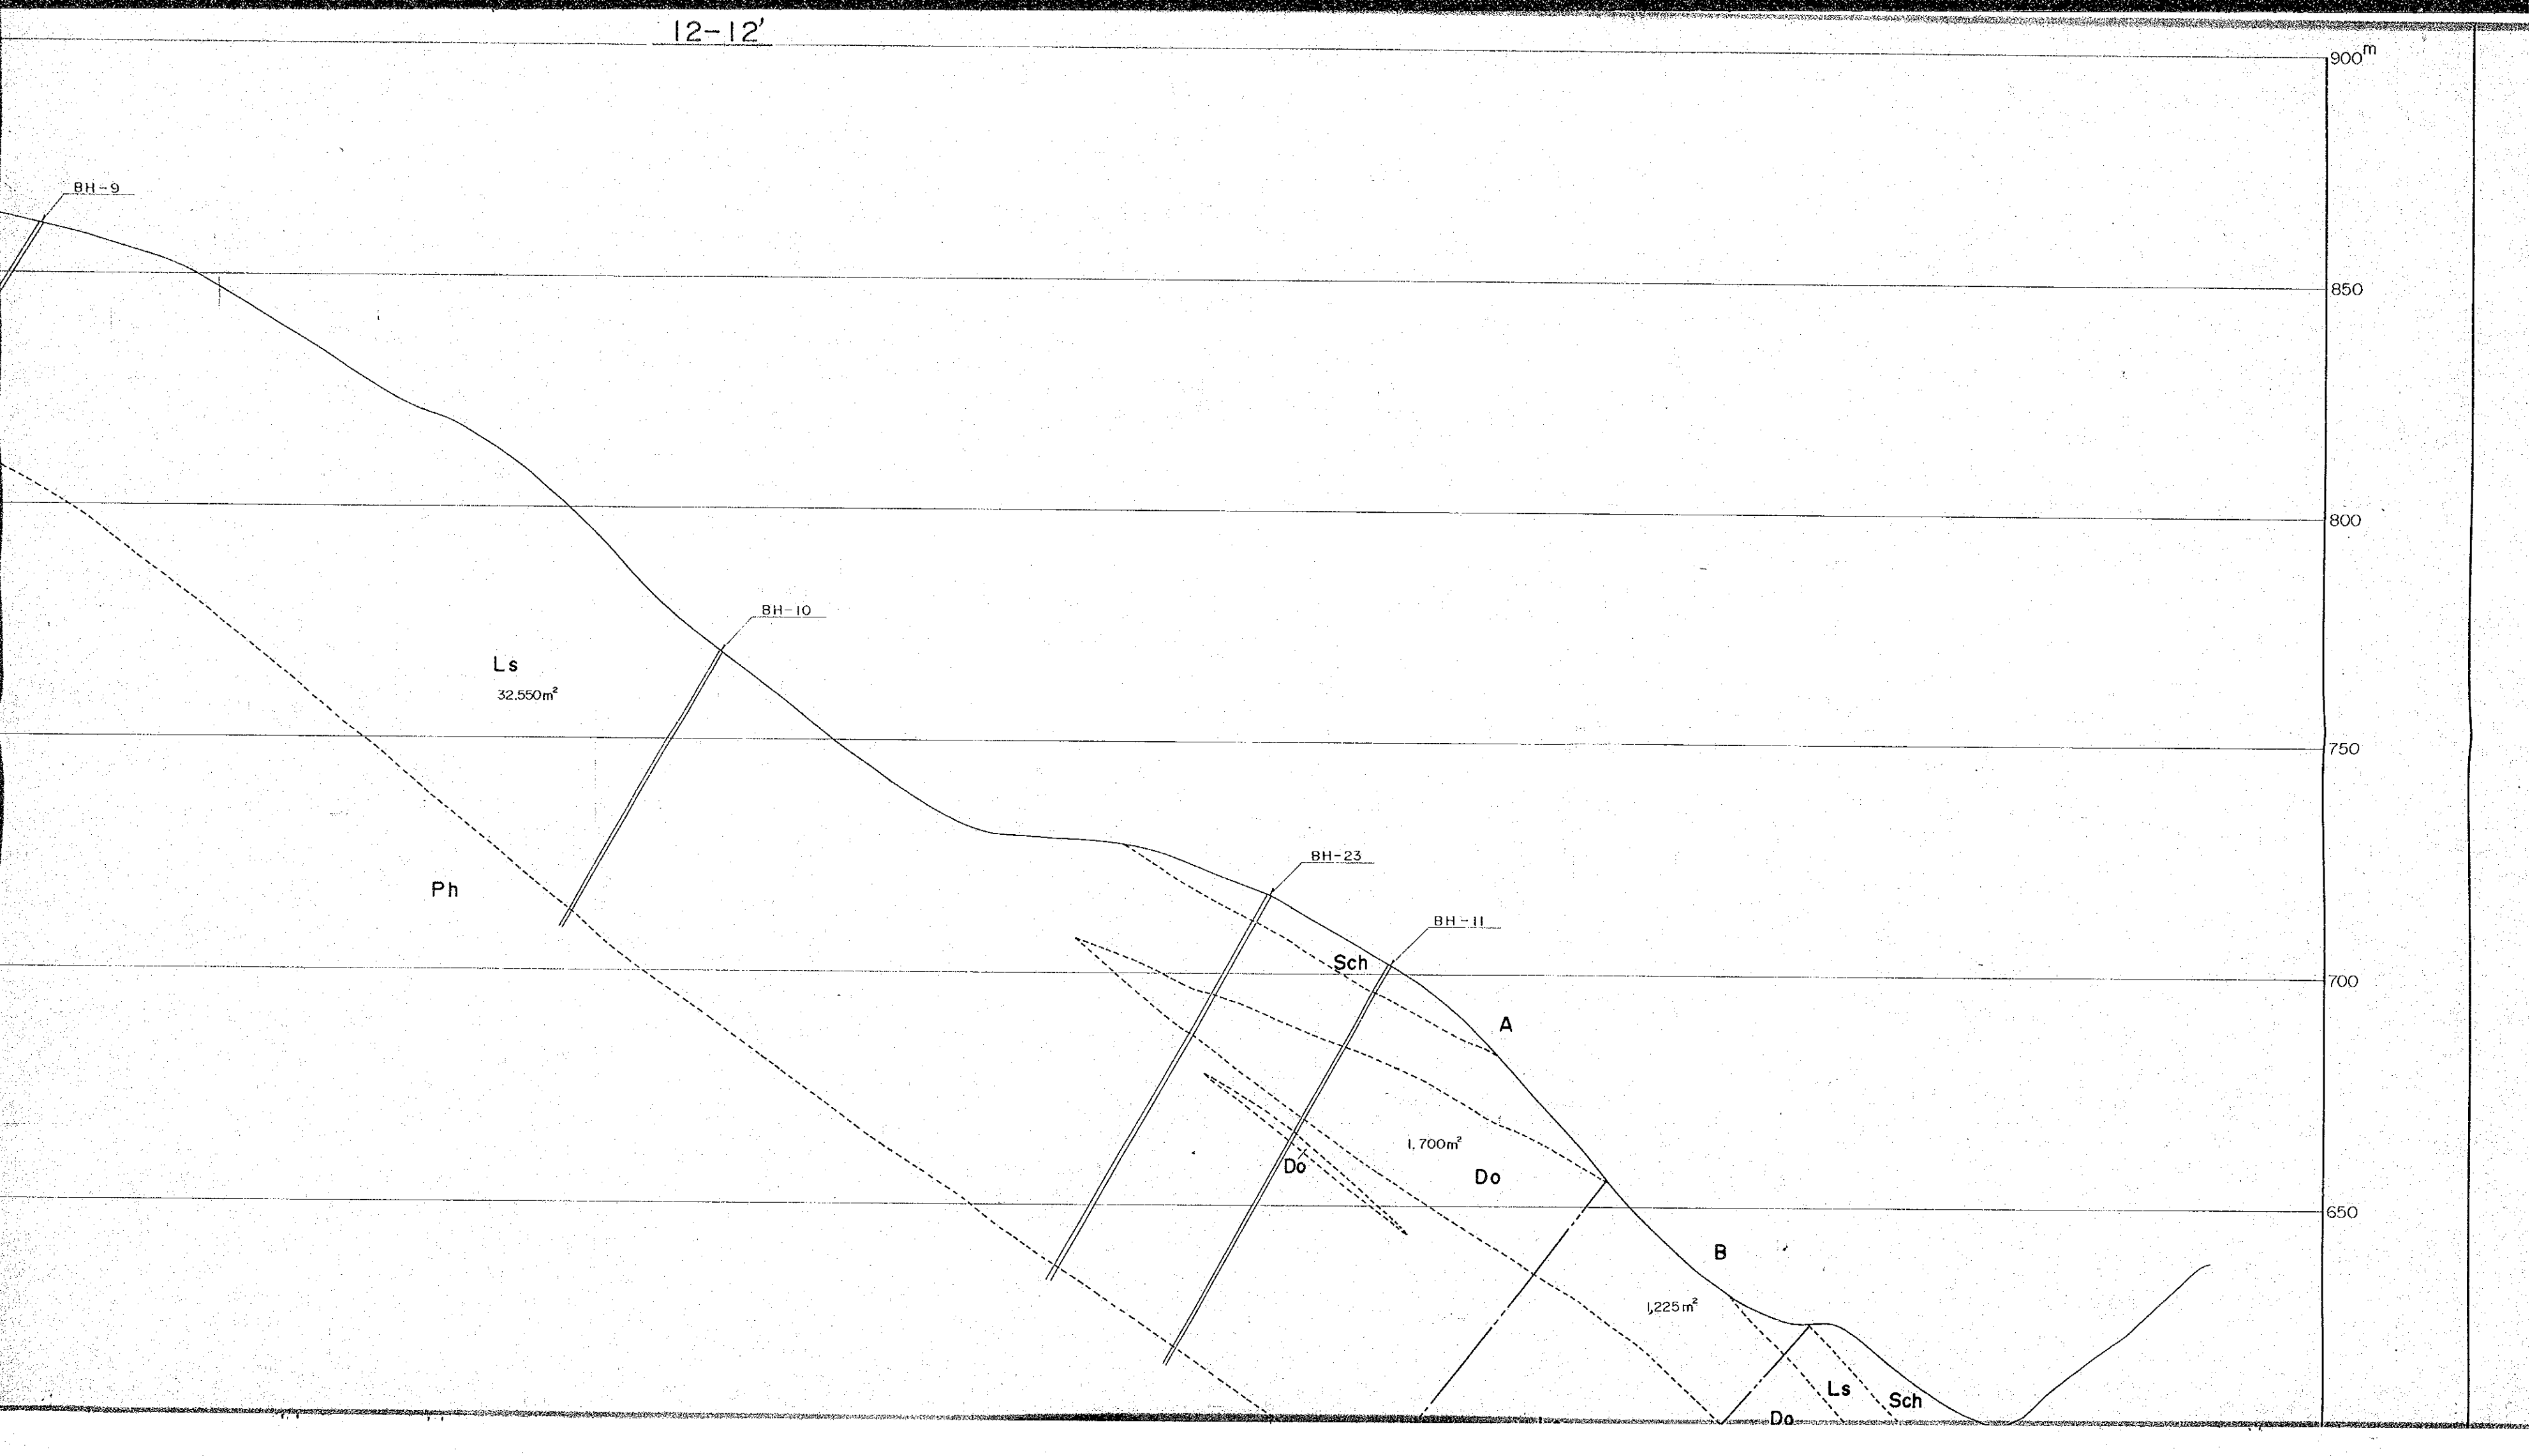 12-12'
900m
BH-9
850
800
BH-10
Ls
32.550m²
750
BH-23
Ph
BH-11
Sch
700
A
1,700m²
Do
Do
650
B
1,225m²
Ls
Sch
Do